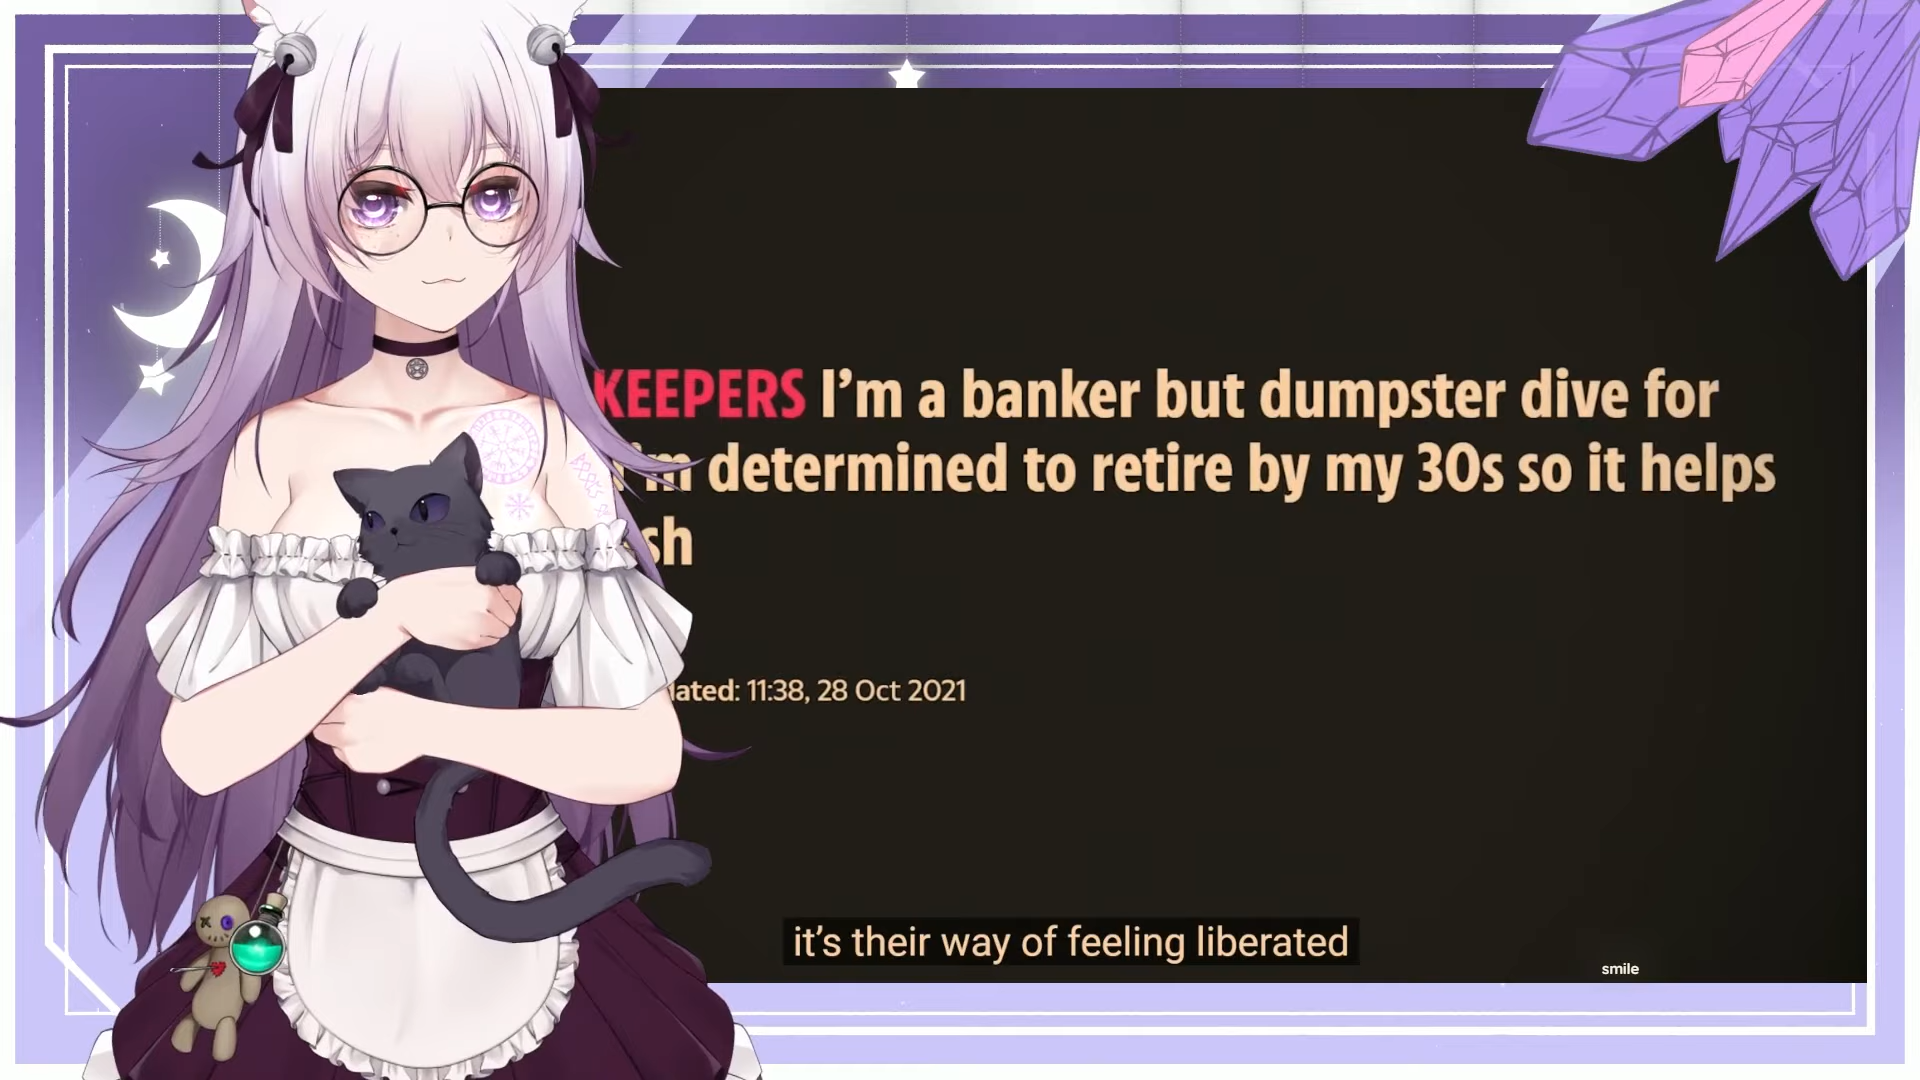 KEEPERS I’m a banker but dumpster dive for
determined to retire by my 30s so it helps
sh
ated: 11:38, 28 Oct 2021
it’s their way of feeling liberated
smile